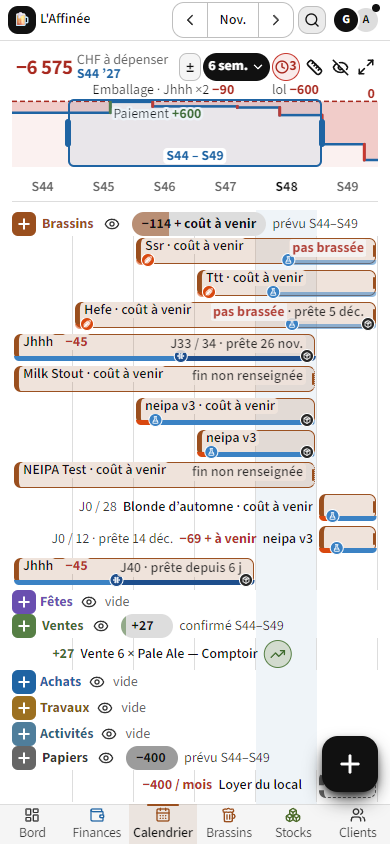 L'Affinée
Nov.
G
A
−6 575 CHF à dépenser
S44 ’27
±
6 sem.
3
Emballage · Jhhh ×2 −90
lol −600
0
Paiement +600
S44 – S49
S44 S45 S46 S47 S48 S49
Brassins −114 + coût à venir prévu S44–S49
Ssr · coût à venir pas brassée
Ttt · coût à venir
Hefe · coût à venir pas brassée · prête 5 déc.
Jhhh −45 J33 / 34 · prête 26 nov.
Milk Stout · coût à venir fin non renseignée
neipa v3 · coût à venir
neipa v3
NEIPA Test · coût à venir fin non renseignée
J0 / 28 Blonde d’automne · coût à venir
J0 / 12 · prête 14 déc. −69 + à venir neipa v3
Jhhh −45 J40 · prête depuis 6 j
Fêtes vide
Ventes +27 confirmé S44–S49
+27 Vente 6 × Pale Ale — Comptoir
Achats vide
Travaux vide
Activités vide
Papiers −400 prévu S44–S49
−400 / mois Loyer du local
Bord Finances Calendrier Brassins Stocks Clients